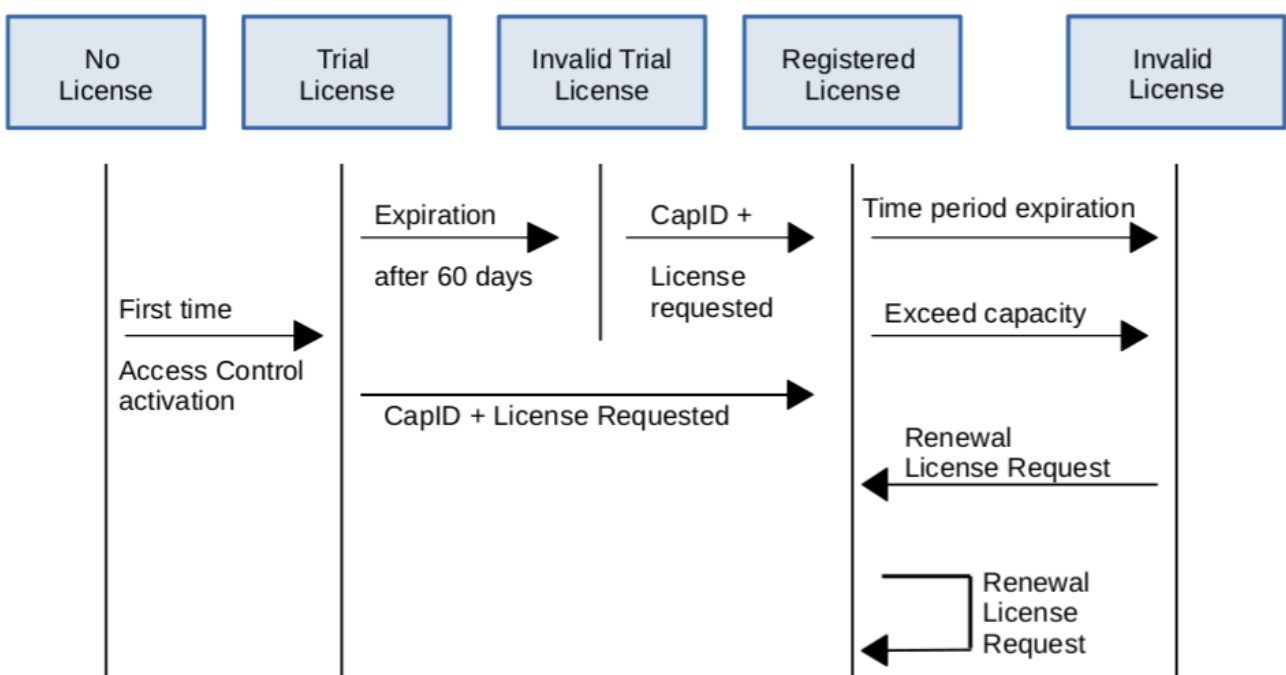 No
License
Trial
License
Invalid Trial
License
Registered
License
Invalid
License
Expiration
after 60 days
CapID +
License
requested
Time period expiration
First time
Access Control
activation
Exceed capacity
CapID + License Requested
Renewal
License Request
Renewal
License
Request